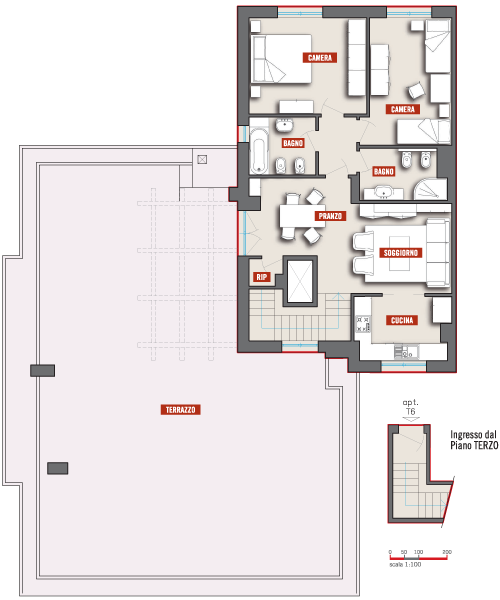 CAMERA
CAMERA
BAGNO
BAGNO
PRANZO
SOGGIORNO
RIP
CUCINA
TERRAZZO
apt.
T6
Ingresso dal
Piano TERZO
0 50 100 200
scala 1:100